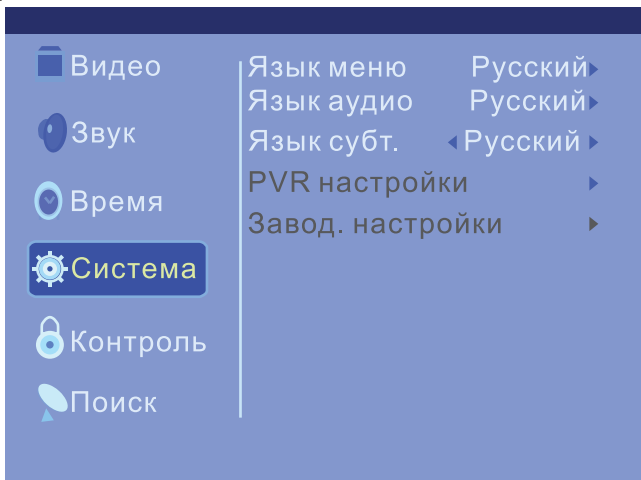 Видео
Звук
Время
Система
Контроль
Поиск
Язык меню Русский
Язык аудио Русский
Язык субт. Русский
PVR настройки
Завод. настройки